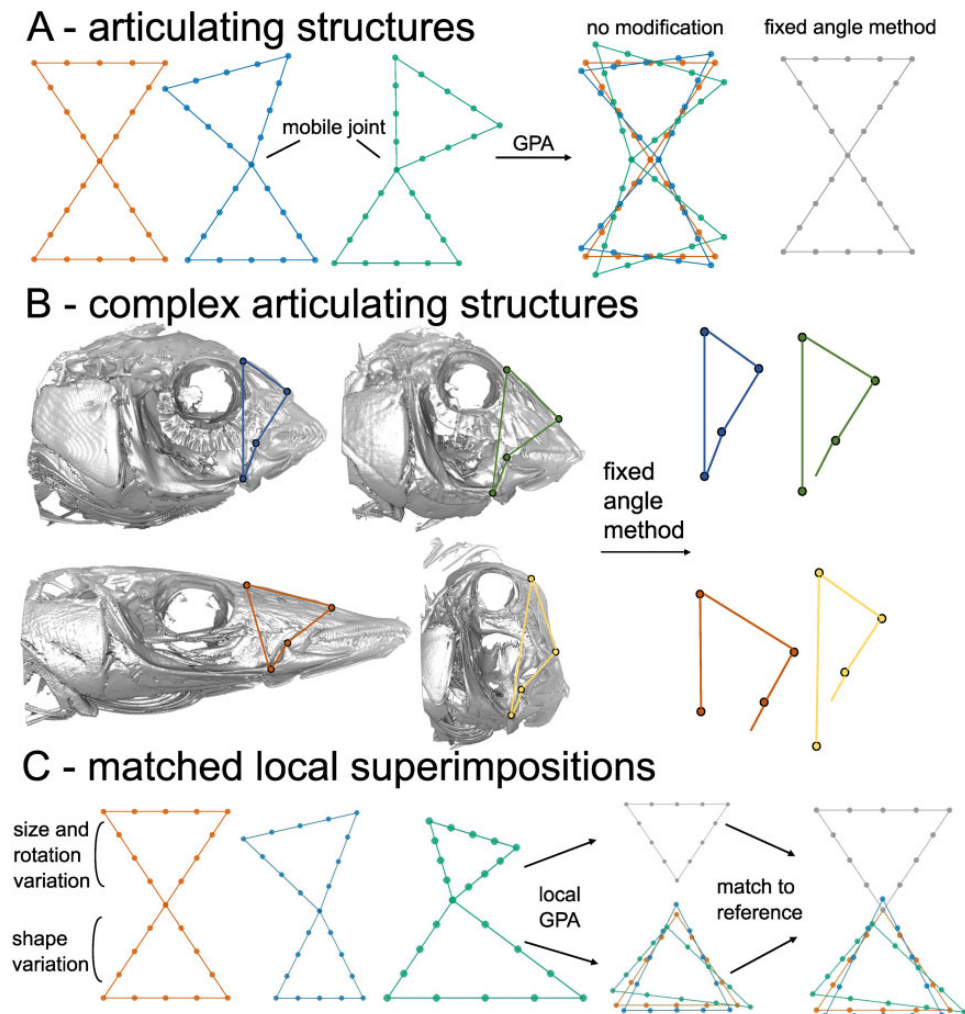 A - articulating structures
no modification
fixed angle method
mobile joint
GPA
B - complex articulating structures
fixed
angle
method
C - matched local superimpositions
size and
rotation
variation
shape
variation
local
GPA
match to
reference